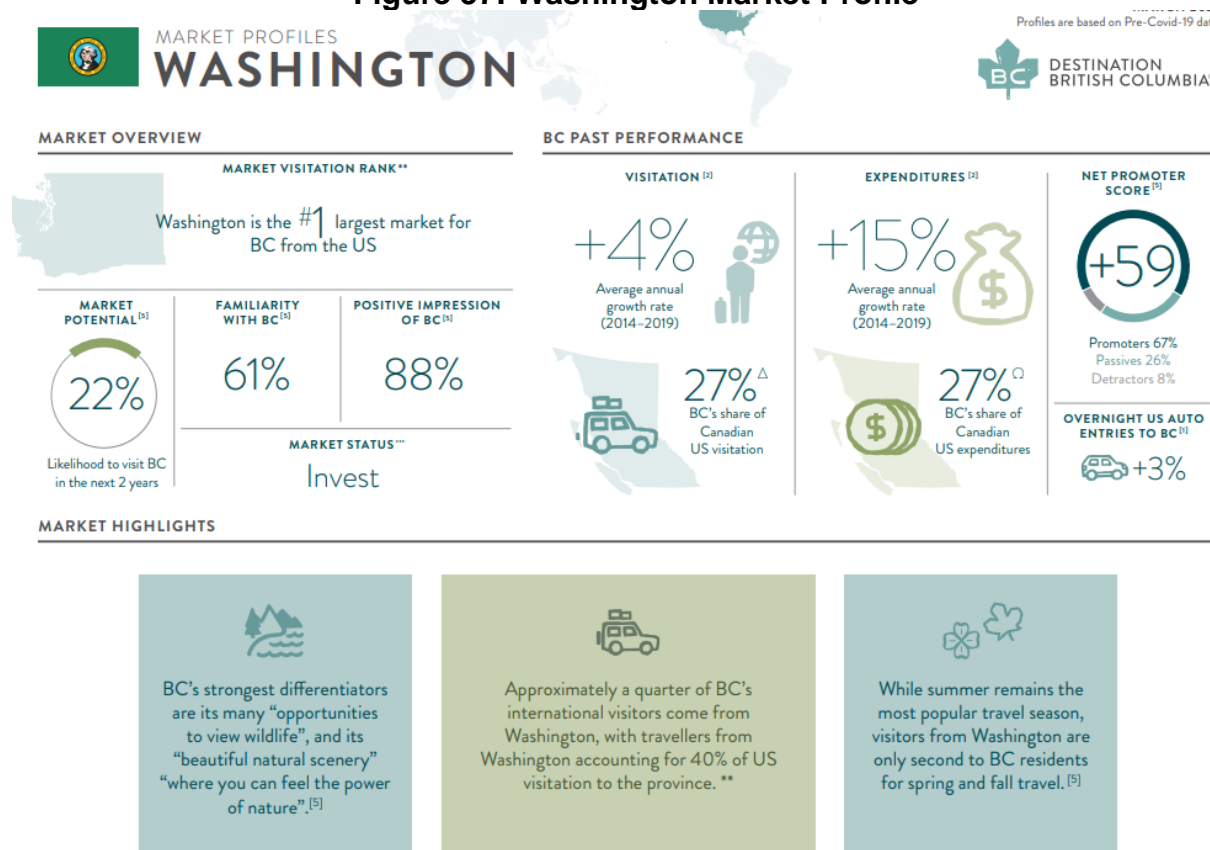 Washington Market Profile
Profiles are based on Pre-Covid-19
MARKET PROFILES
WASHINGTON
BC
DESTINATION
BRITISH COLUMBIA
MARKET OVERVIEW
MARKET VISITATION RANK**
Washington is the #1 largest market for
BC from the US
MARKET
POTENTIAL[5]
22%
Likelihood to visit BC
in the next 2 years
FAMILIARITY
WITH BC[5]
61%
POSITIVE IMPRESSION
OF BC[5]
88%
MARKET STATUS***
Invest
BC PAST PERFORMANCE
VISITATION [2]
+4%
Average annual
growth rate
(2014–2019)
27%Δ
BC's share of
Canadian
US visitation
EXPENDITURES [2]
+15%
$
Average annual
growth rate
(2014–2019)
$
27%Ω
BC's share of
Canadian
US expenditures
NET PROMOTER
SCORE[5]
+59
Promoters 67%
Passives 26%
Detractors 8%
OVERNIGHT US AUTO
ENTRIES TO BC[1]
+3%
MARKET HIGHLIGHTS
BC's strongest differentiators
are its many “opportunities
to view wildlife”, and its
“beautiful natural scenery”
“where you can feel the power
of nature”.[5]
Approximately a quarter of BC's
international visitors come from
Washington, with travellers from
Washington accounting for 40% of US
visitation to the province. **
While summer remains the
most popular travel season,
visitors from Washington are
only second to BC residents
for spring and fall travel.[5]